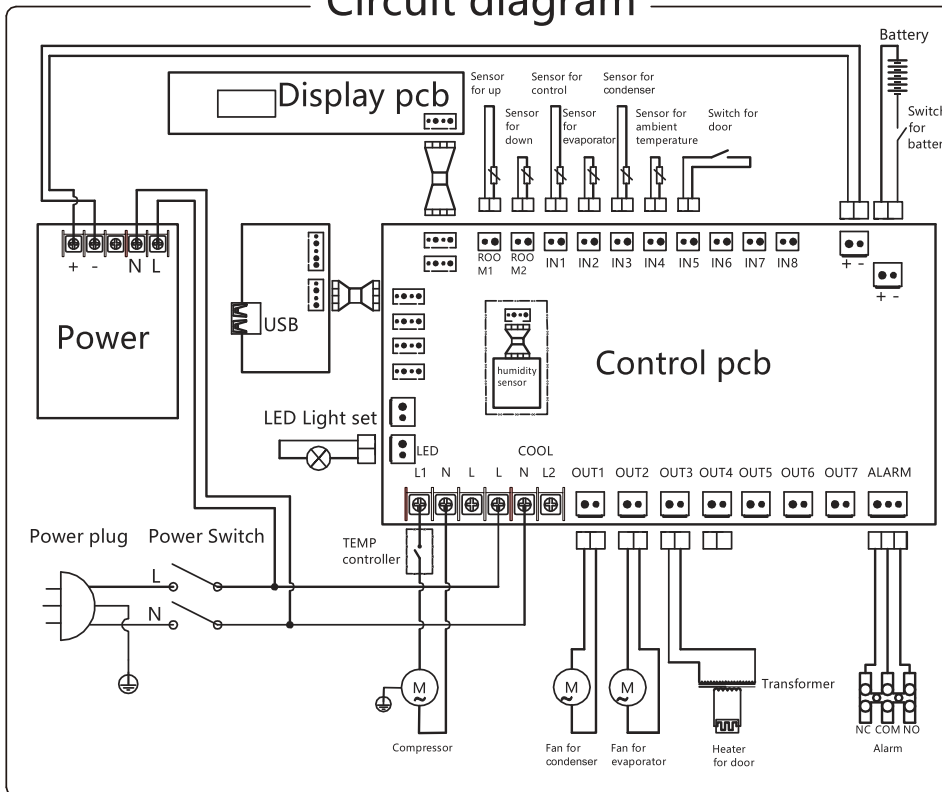 Circuit diagram
Battery
Switch
for
battery
Display pcb
Sensor
for up
Sensor for
control
Sensor for
condenser
Sensor
for
down
Sensor
for
evaporator
Sensor for
ambient
temperature
Switch for
door
+ - N L
Power
USB
ROO
M1
ROO
M2
IN1 IN2 IN3 IN4 IN5 IN6 IN7 IN8
+ -
+ -
humidity
sensor
Control pcb
LED Light set
LED
COOL
L1 N L L N L2 OUT1 OUT2 OUT3 OUT4 OUT5 OUT6 OUT7 ALARM
Power plug Power Switch
TEMP
controller
L
N
M
~
M
~
M
~
Transformer
Compressor
Fan for
condenser
Fan for
evaporator
Heater
for door
NC COM NO
Alarm